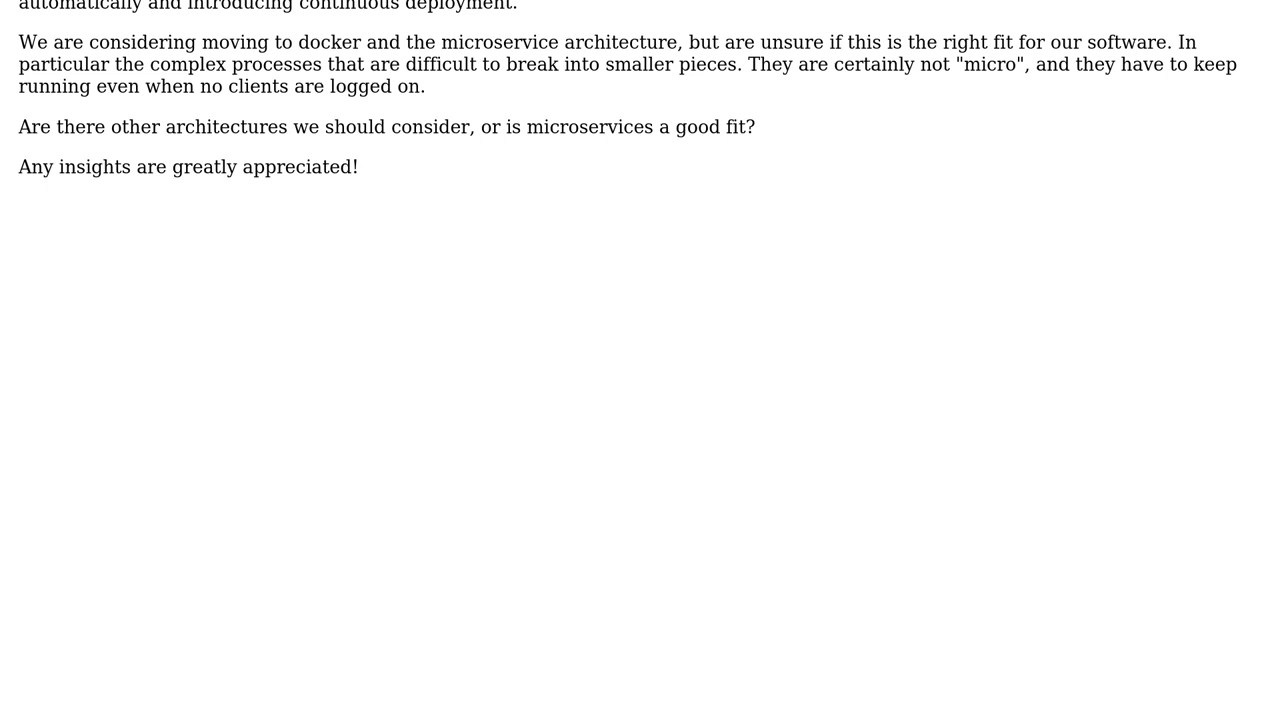 automatically and introducing continuous deployment.
We are considering moving to docker and the microservice architecture, but are unsure if this is the right fit for our software. In
particular the complex processes that are difficult to break into smaller pieces. They are certainly not "micro", and they have to keep
running even when no clients are logged on.
Are there other architectures we should consider, or is microservices a good fit?
Any insights are greatly appreciated!